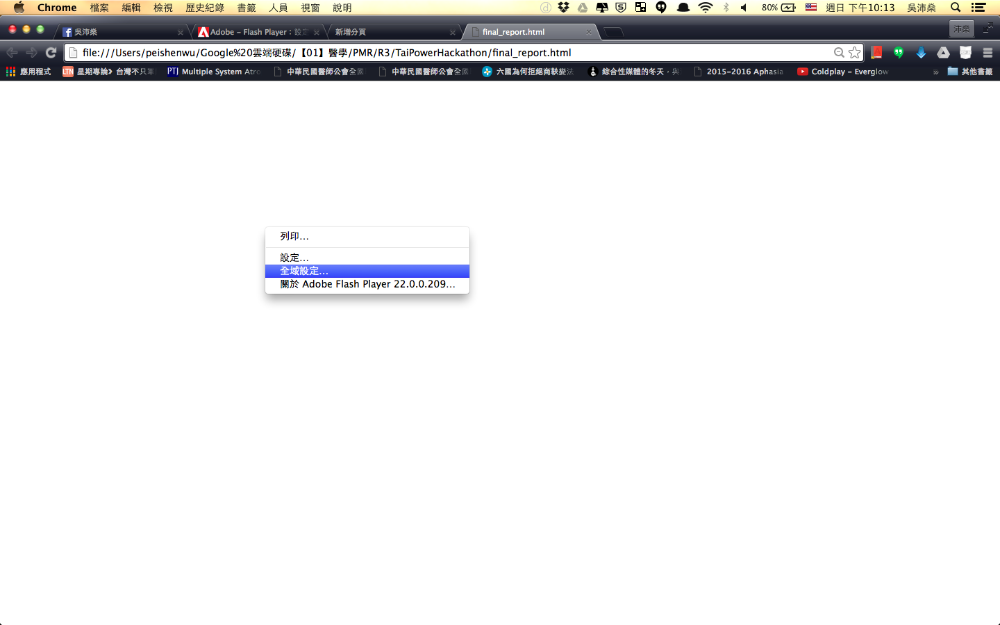 Chrome 檔案 編輯 檢視 歷史紀錄 書籤 人員 視窗 說明 80% 週日 下午10:13 吳沛燊
吳沛燊 Adobe – Flash Player：設定 新增分頁 final_report.html 沛燊
file:///Users/peishenwu/Google%20雲端硬碟/【01】醫學/PMR/R3/TaiPowerHackathon/final_report.html
應用程式 LTN 星期專論》台灣不只軍 PTJ Multiple System Atro 中華民國醫師公會全國 中華民國醫師公會全國 六國為何拒絕商鞅變法 綜合性媒體的冬天，與 2015-2016 Aphasia Coldplay - Everglow » 其他書籤
列印...
設定...
全域設定...
關於 Adobe Flash Player 22.0.0.209...